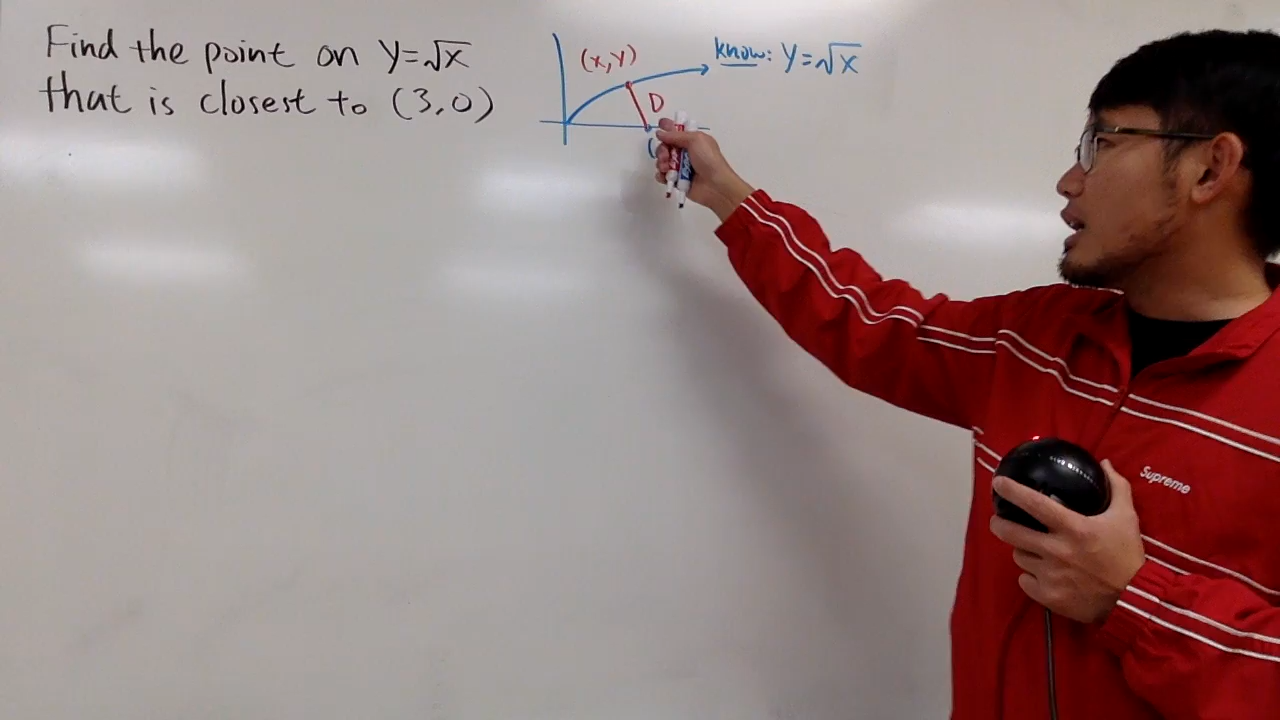 Find the point on y=√x
that is closest to (3,0)
(x,y)
know: y=√x
D
(
Supreme